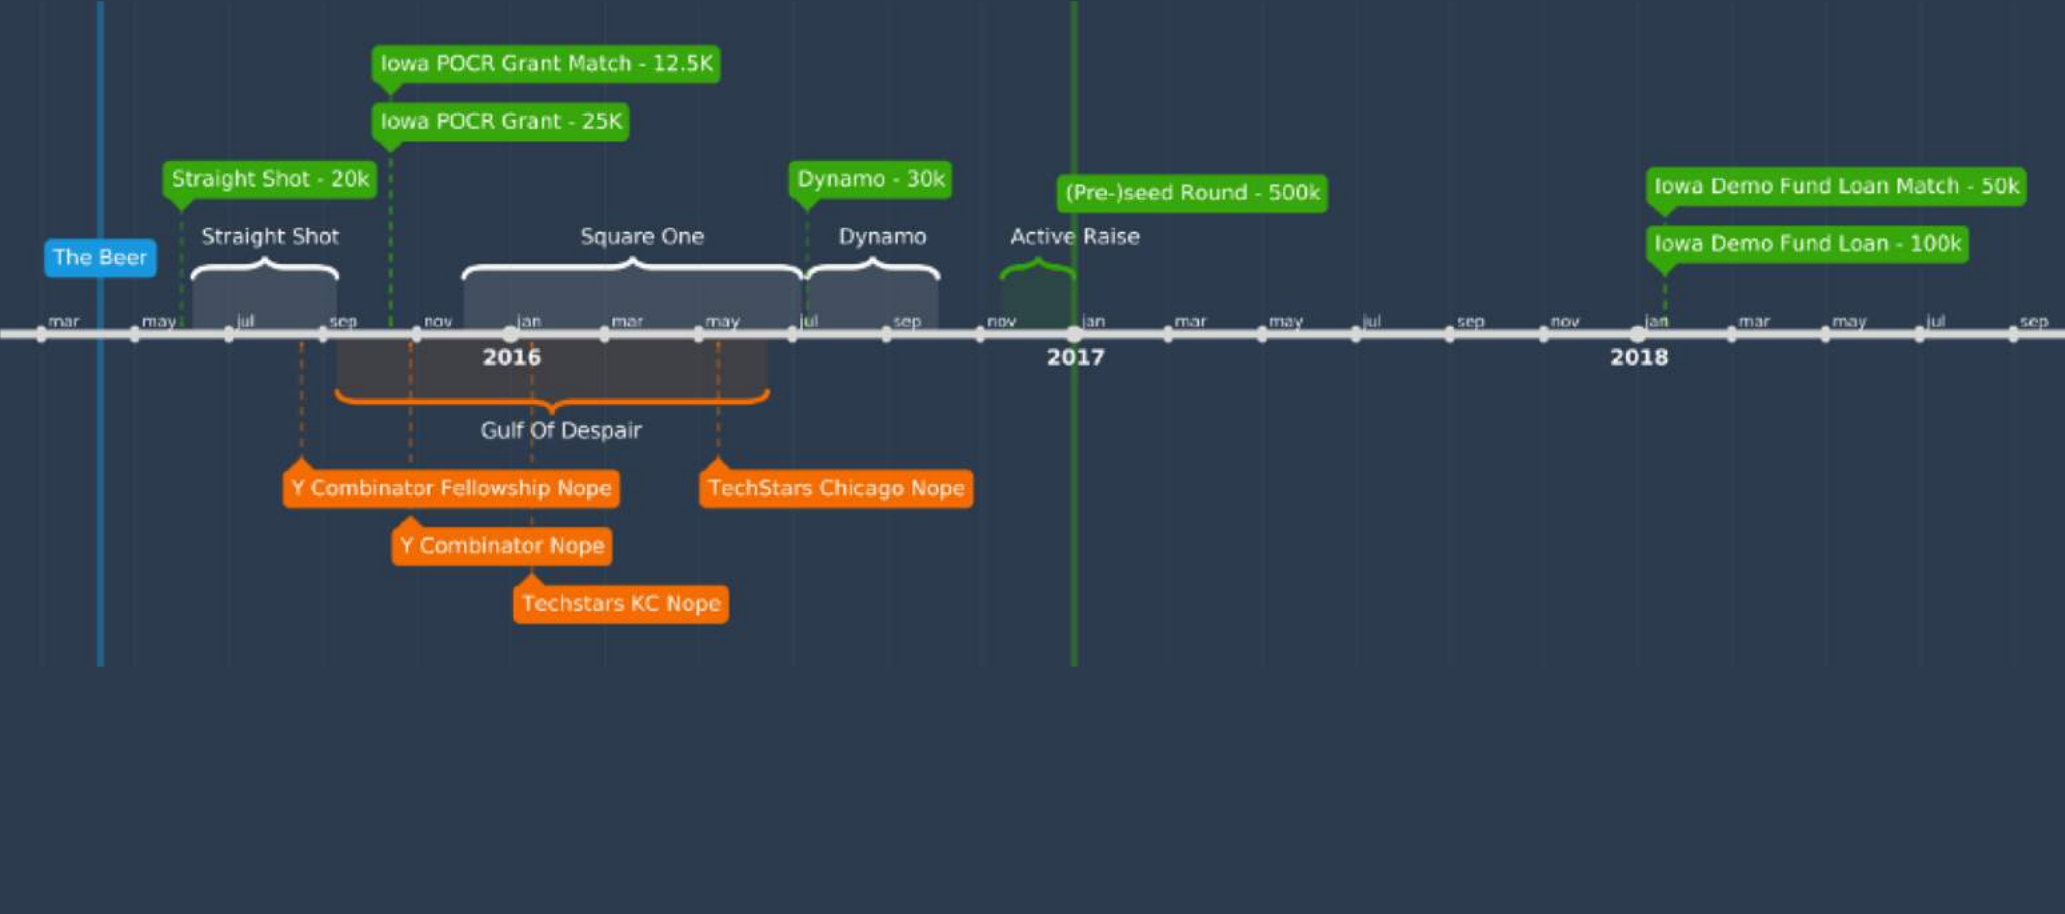 Iowa POCR Grant Match - 12.5K
Iowa POCR Grant - 25K
Straight Shot - 20k
Dynamo - 30k
(Pre-)seed Round - 500k
Iowa Demo Fund Loan Match - 50k
Straight Shot
Square One
Dynamo
Active Raise
Iowa Demo Fund Loan - 100k
The Beer
mar may jul sep nov jan mar may jul sep nov jan mar may jul sep nov jan mar may jul sep
2016 2017 2018
Gulf Of Despair
Y Combinator Fellowship Nope
TechStars Chicago Nope
Y Combinator Nope
Techstars KC Nope